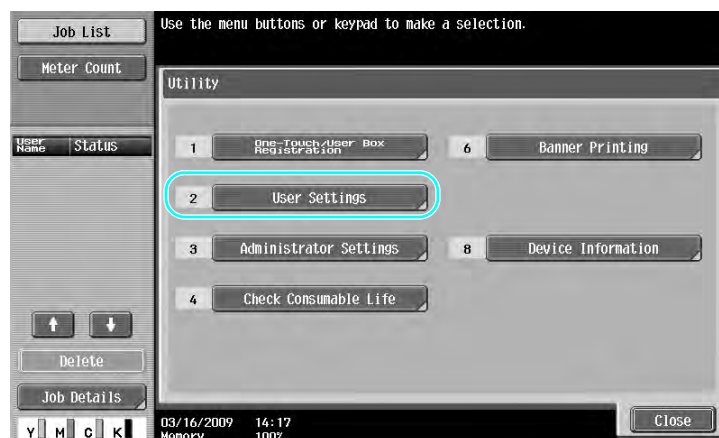 Job List
Use the menu buttons or keypad to make a selection.
Meter Count
Utility
User Name Status
1 One-Touch/User Box Registration
6 Banner Printing
2 User Settings
3 Administrator Settings
8 Device Information
4 Check Consumable Life
Delete
Job Details
Close
03/16/2009 14:17
Y M C K
Memory 100%